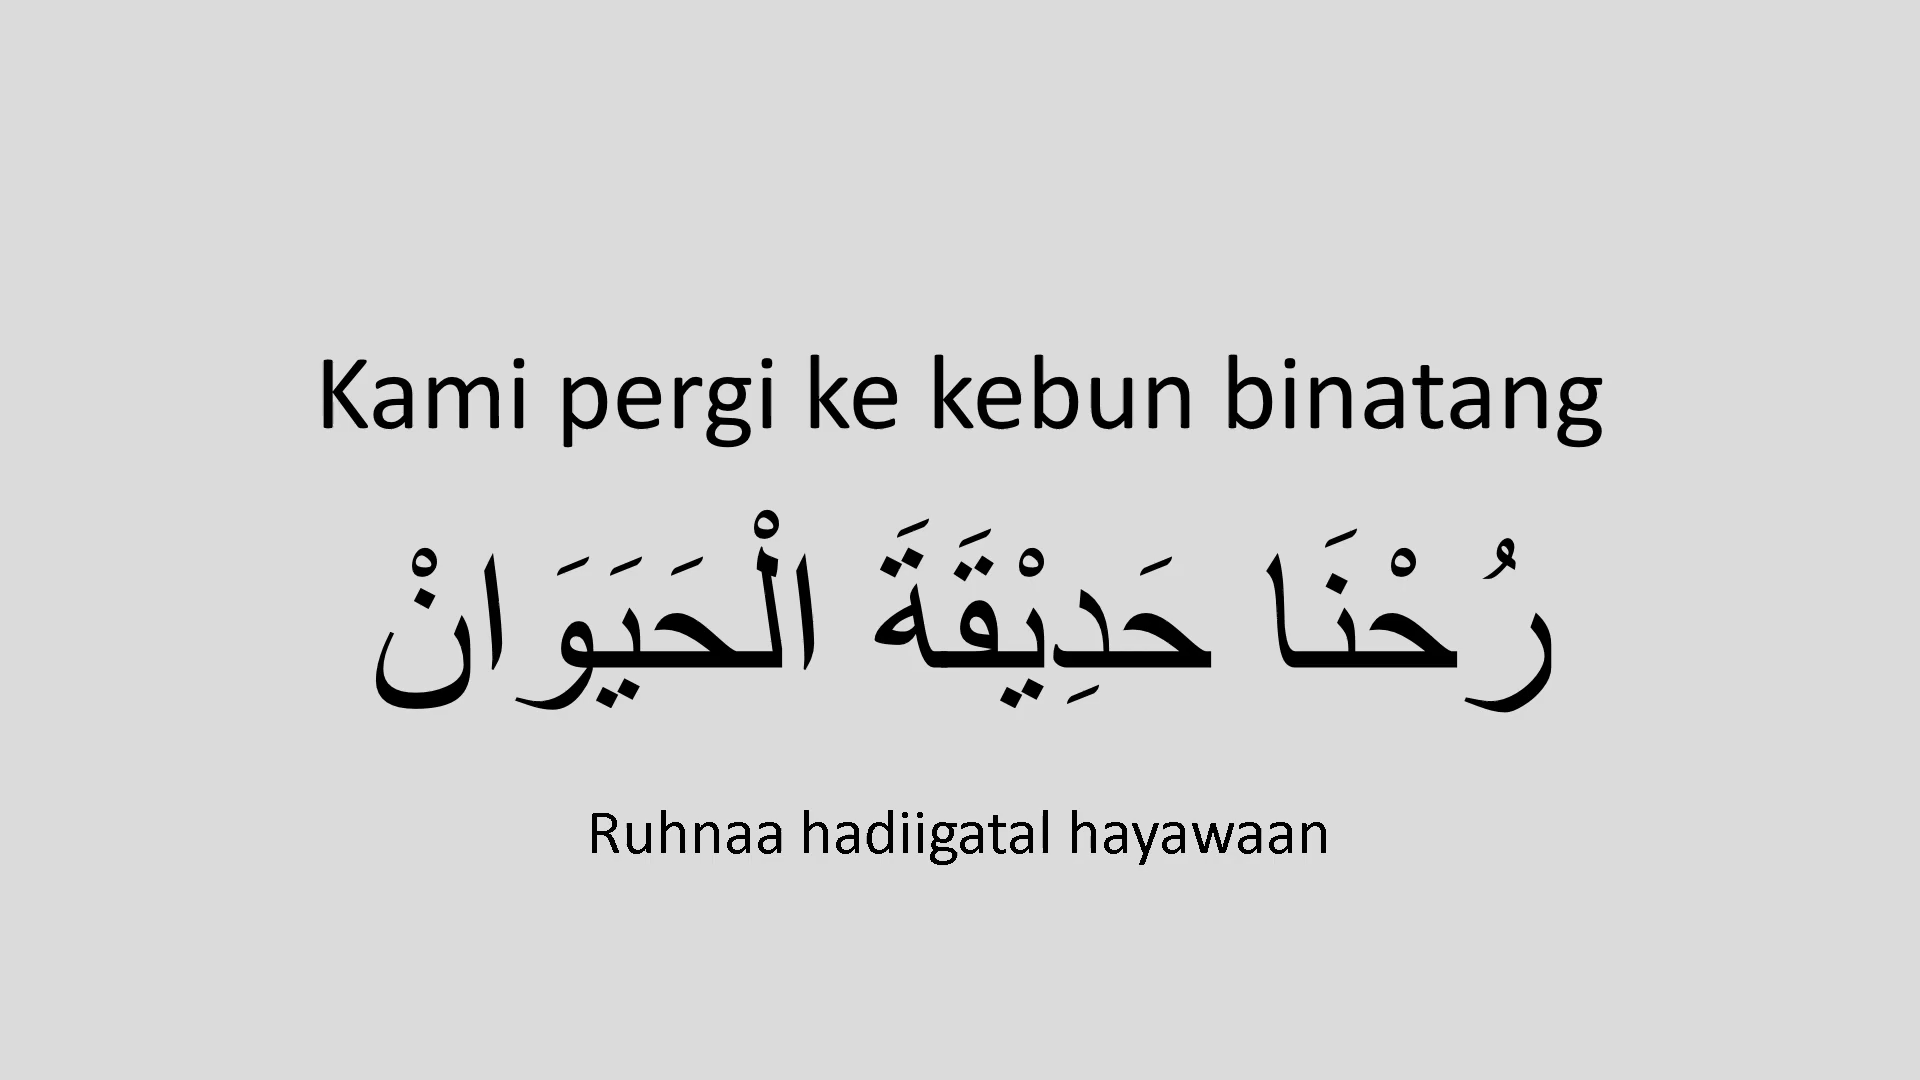 Kami pergi ke kebun binatang
رُحْنَا حَدِيْقَةَ الْحَيَوَانْ
Ruhnaa hadiigatal hayawaan